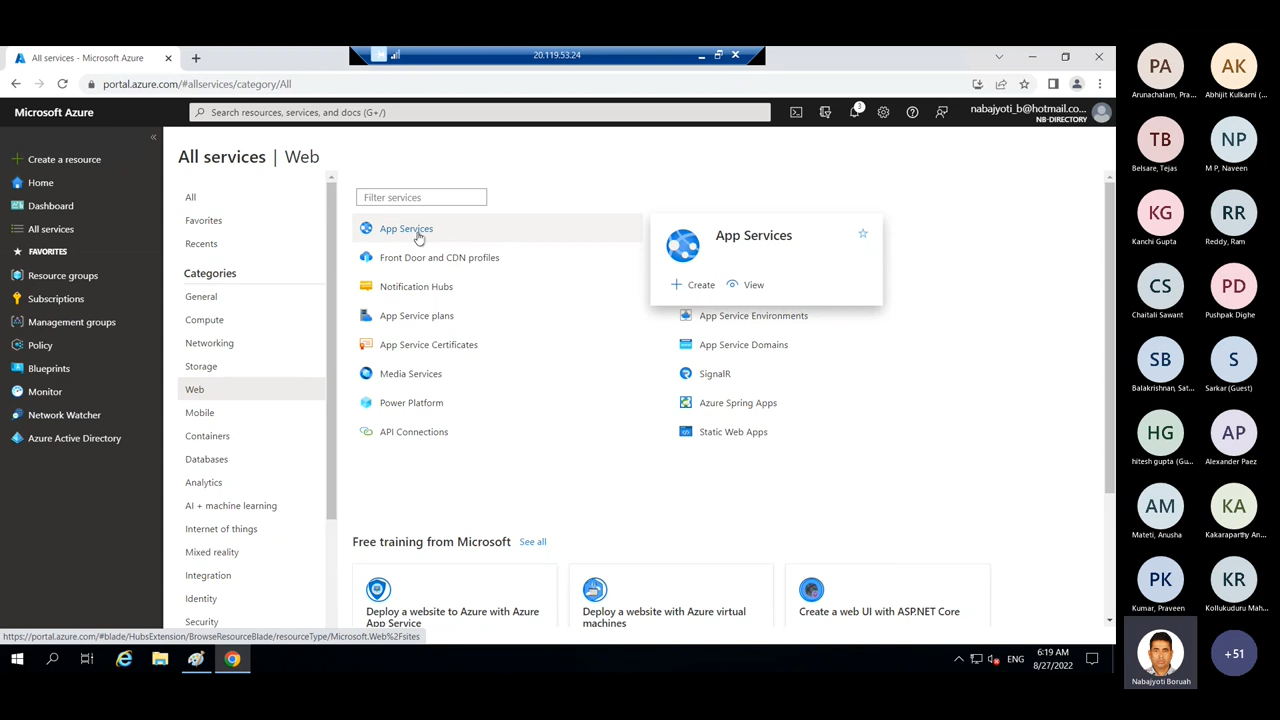 All services - Microsoft Azure
20.119.53.24
portal.azure.com/#allservices/category/All
Microsoft Azure
Search resources, services, and docs (G+/)
3
nabajyoti_b@hotmail.co...
NB-DIRECTORY
Create a resource
Home
Dashboard
All services
FAVORITES
Resource groups
Subscriptions
Management groups
Policy
Blueprints
Monitor
Network Watcher
Azure Active Directory
All services | Web
All
Favorites
Recents
Categories
General
Compute
Networking
Storage
Web
Mobile
Containers
Databases
Analytics
AI + machine learning
Internet of things
Mixed reality
Integration
Identity
Security
Filter services
App Services
Front Door and CDN profiles
Notification Hubs
App Service plans
App Service Certificates
Media Services
Power Platform
API Connections
App Services
Create
View
App Service Environments
App Service Domains
SignalR
Azure Spring Apps
Static Web Apps
Free training from Microsoft See all
Deploy a website to Azure with Azure
App Service
Deploy a website with Azure virtual
machines
Create a web UI with ASP.NET Core
https://portal.azure.com/#blade/HubsExtension/BrowseResourceBlade/resourceType/Microsoft.Web%2Fsites
ENG
6:19 AM
8/27/2022
PA
Arunachalam, Pra...
AK
Abhijit Kulkarni (...
TB
Belsare, Tejas
NP
M P, Naveen
KG
Kanchi Gupta
RR
Reddy, Ram
CS
Chaitali Sawant
PD
Pushpak Dighe
SB
Balakrishnan, Sat...
S
Sarkar (Guest)
HG
hitesh gupta (Gu...
AP
Alexander Paez
AM
Mateti, Anusha
KA
Kakaraparthy An...
PK
Kumar, Praveen
KR
Kollukuduru Mah...
Nabajyoti Boruah
+51